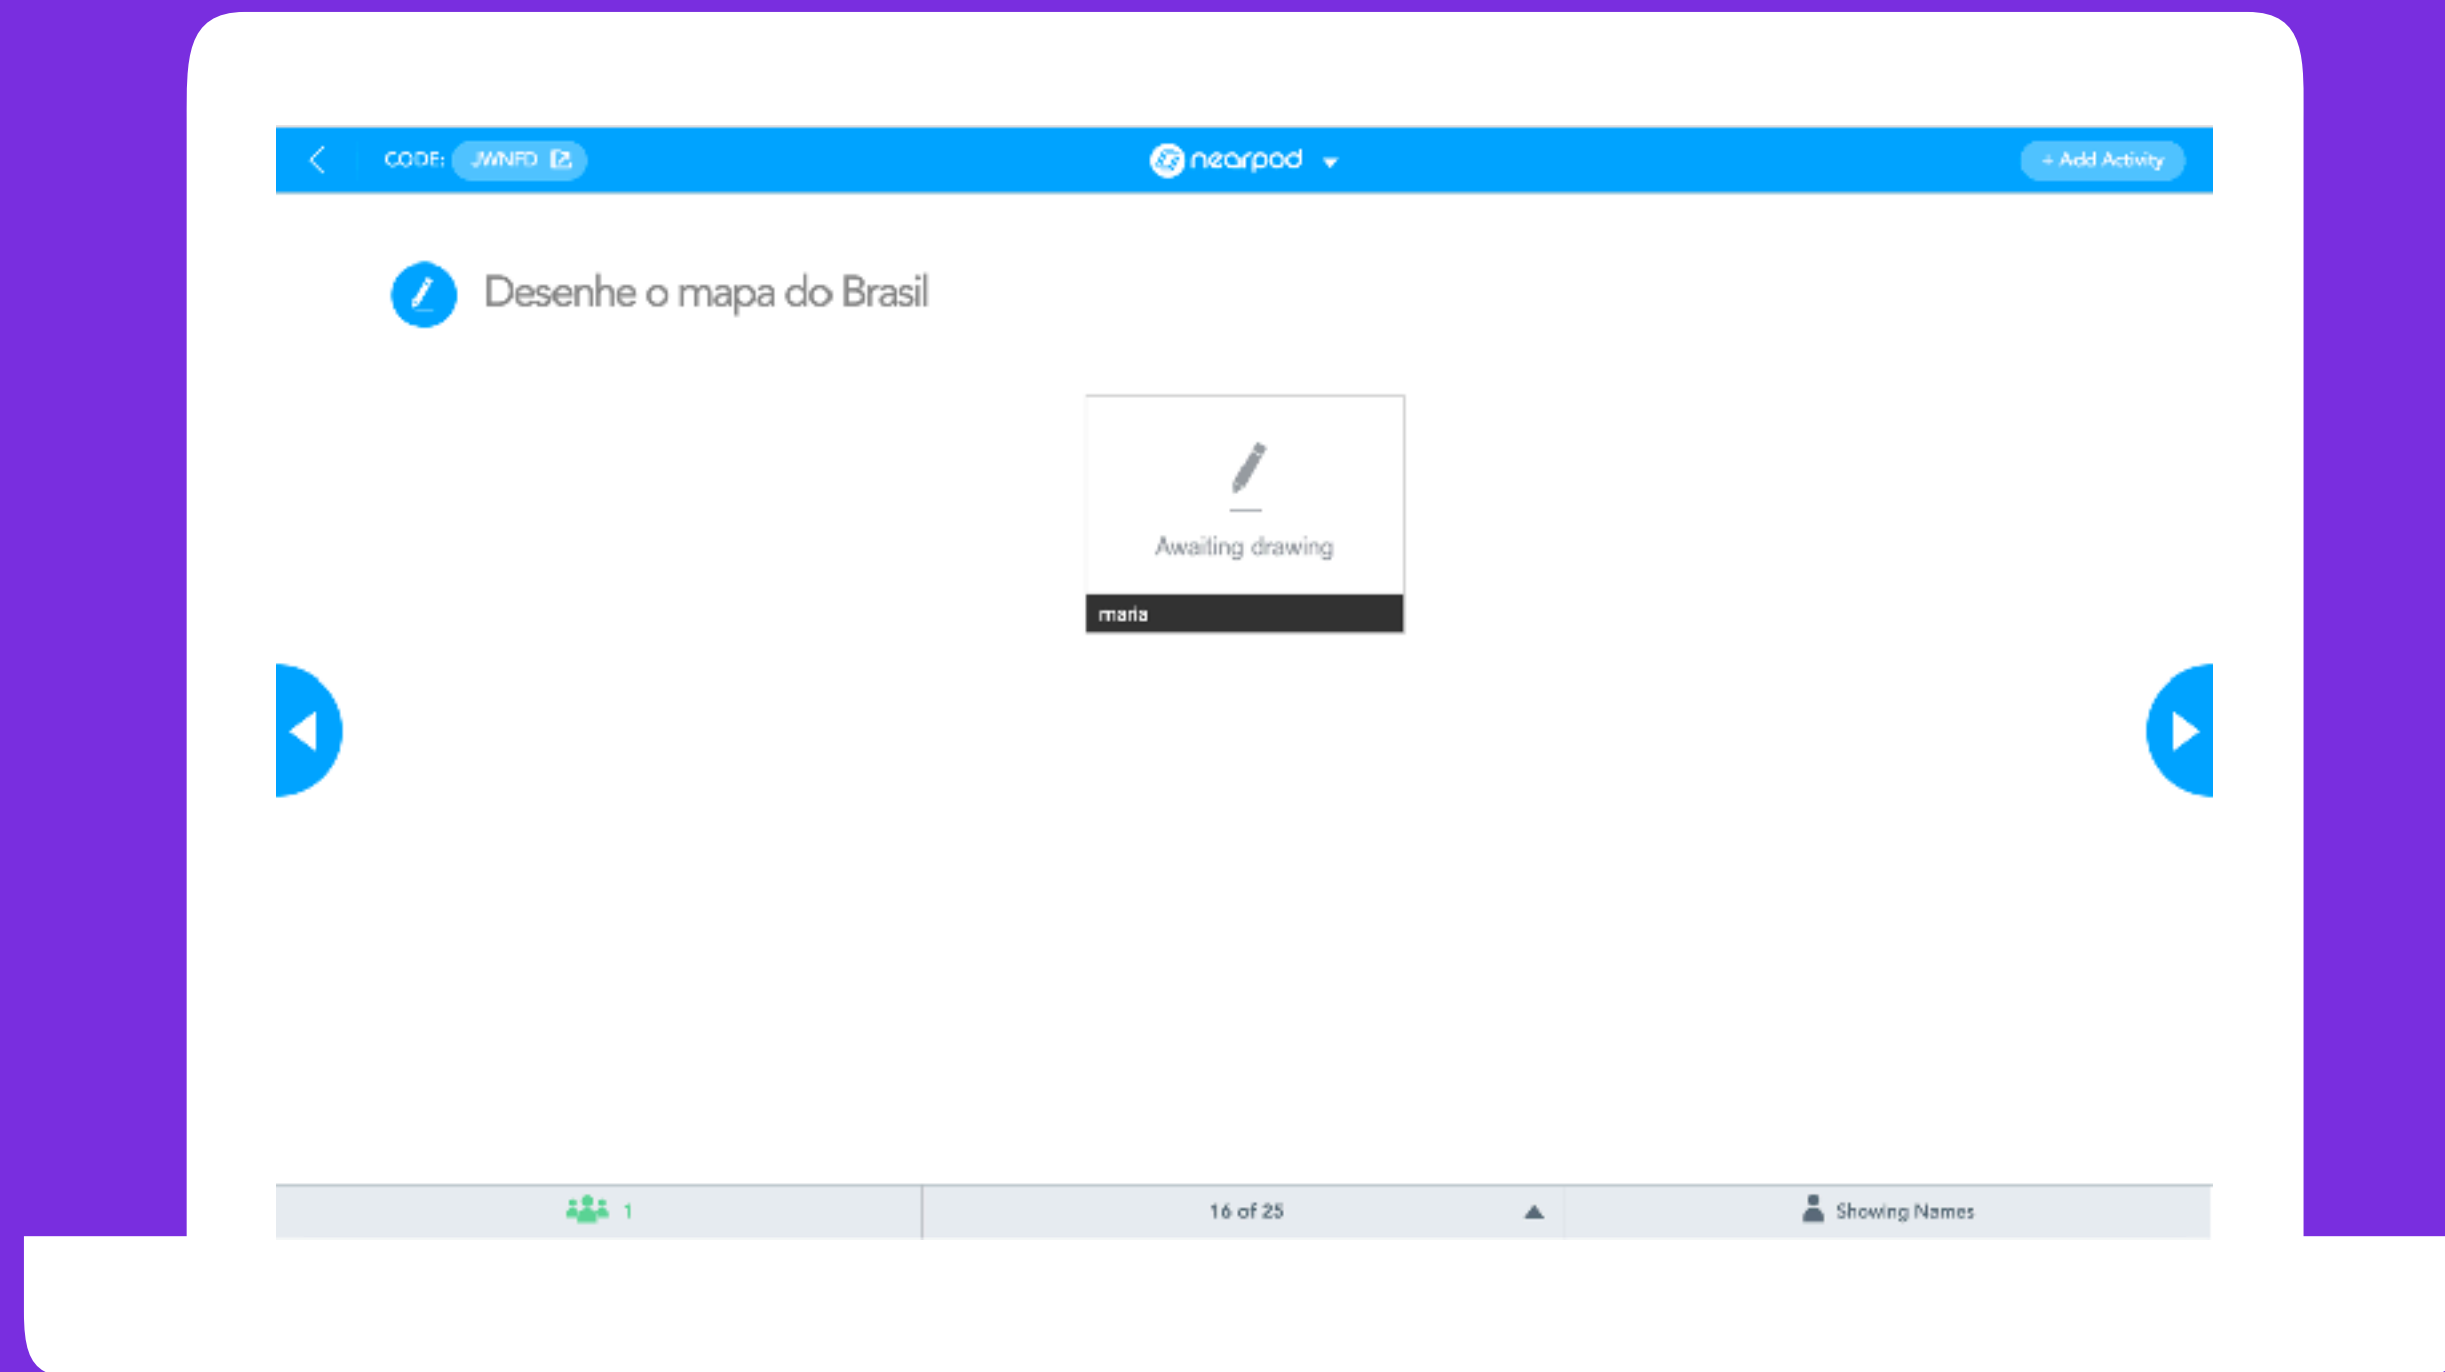 CODE: JWNFD
nearpod
+ Add Activity
Desenhe o mapa do Brasil
Awaiting drawing
maria
1
16 of 25
Showing Names